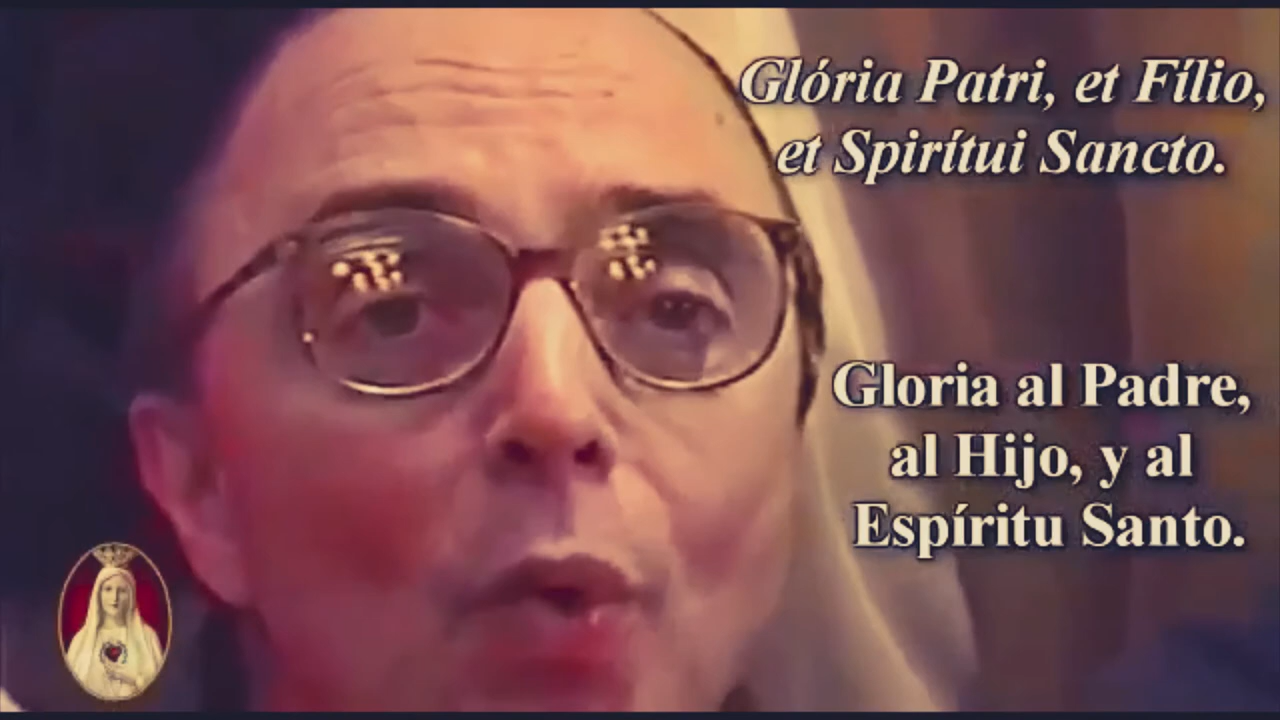 Glória Patri, et Fílio,
et Spirítui Sancto.
Gloria al Padre,
al Hijo, y al
Espíritu Santo.